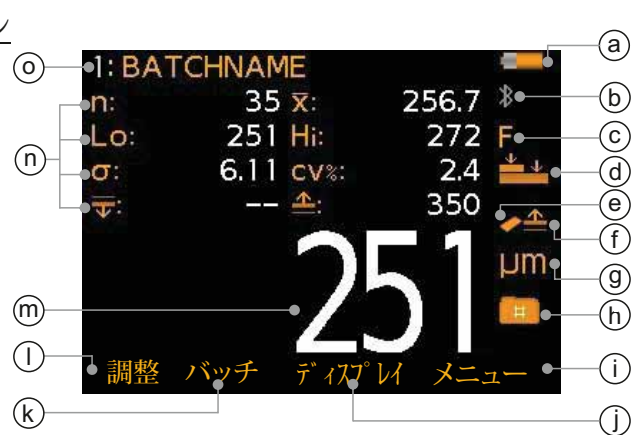 ン
1: BATCHNAME
n: 35 x̅: 256.7
Lo: 251 Hi: 272 F
σ: 6.11 CV%: 2.4
-- : 350
μm
251
調整 バッチ ディスプレイ メニュー
a
b
c
d
e
f
g
h
i
j
k
l
m
n
o